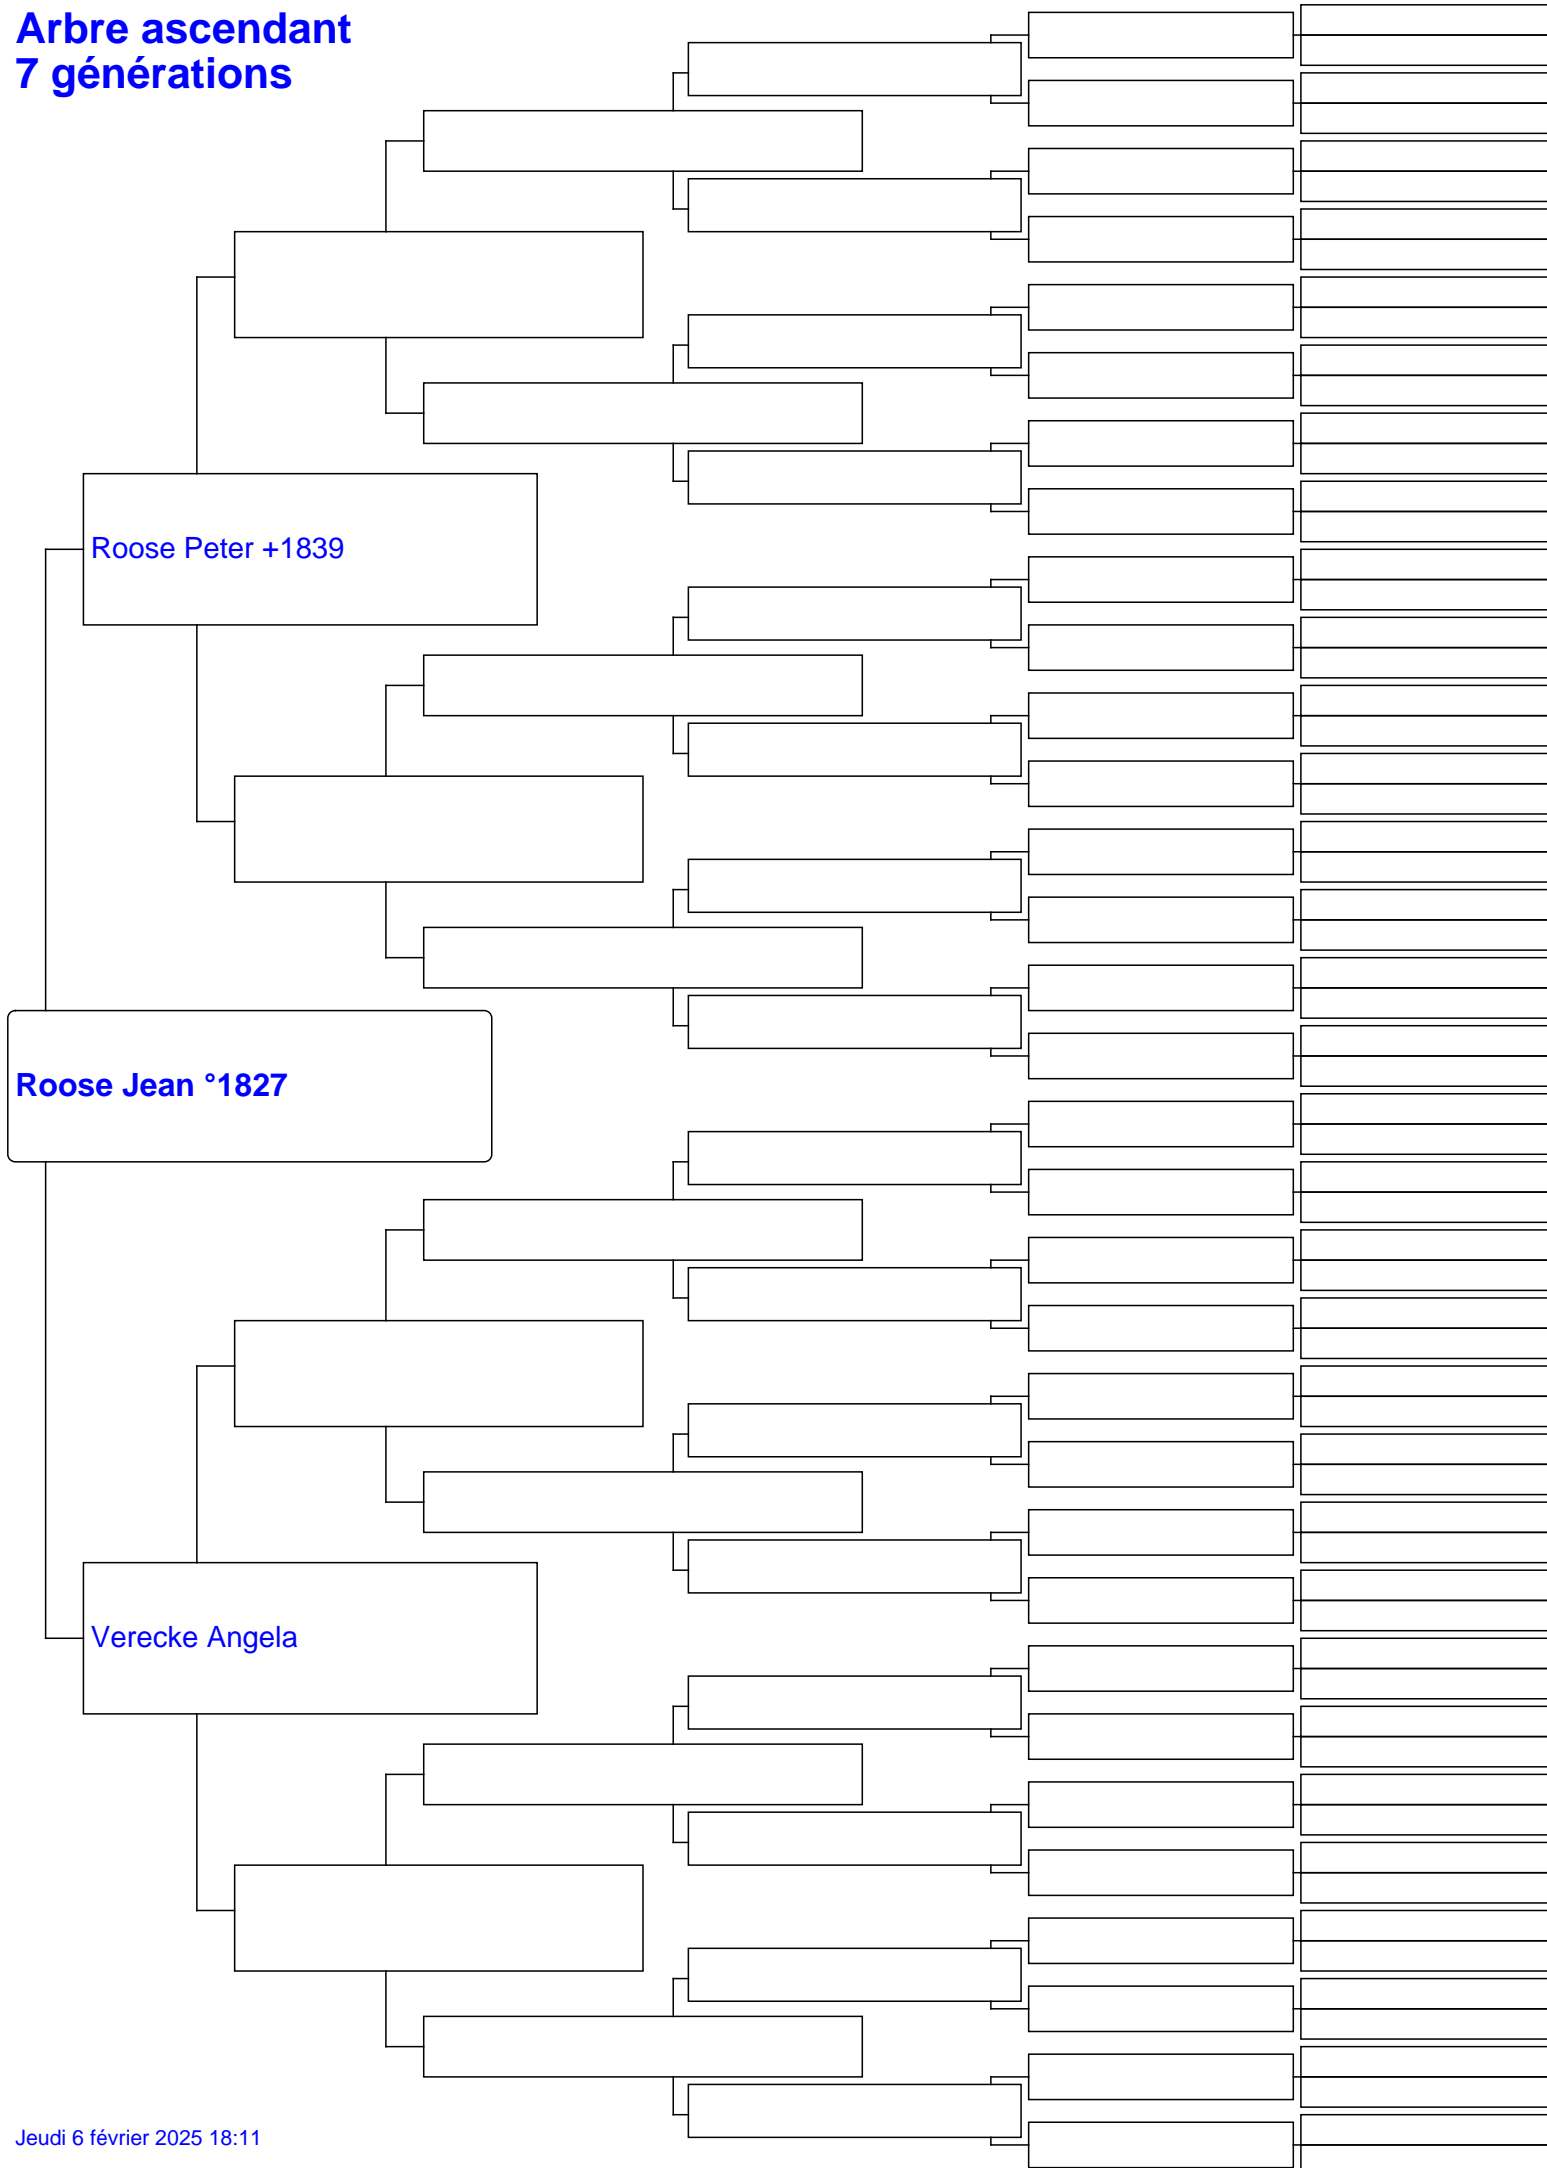 Arbre ascendant
7 générations
Roose Peter +1839
Roose Jean °1827
Verecke Angela
Jeudi 6 février 2025 18:11